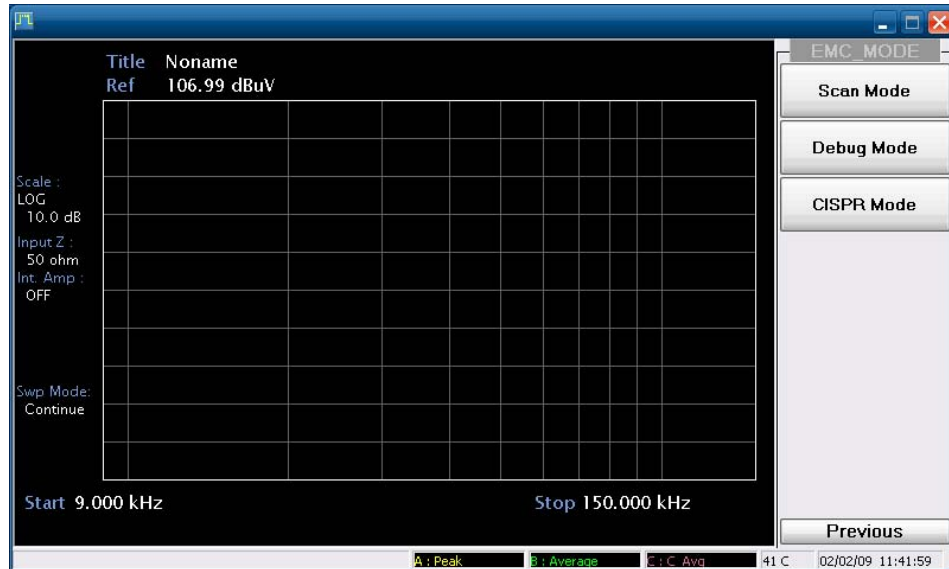 EMC_MODE
Title Noname
Ref 106.99 dBuV
Scan Mode
Debug Mode
CISPR Mode
Scale :
LOG
10.0 dB
Input Z :
50 ohm
Int. Amp :
OFF
Swp Mode:
Continue
Start 9.000 kHz
Stop 150.000 kHz
Previous
A : Peak
B : Average
C : C Avg
41 C
02/02/09 11:41:59